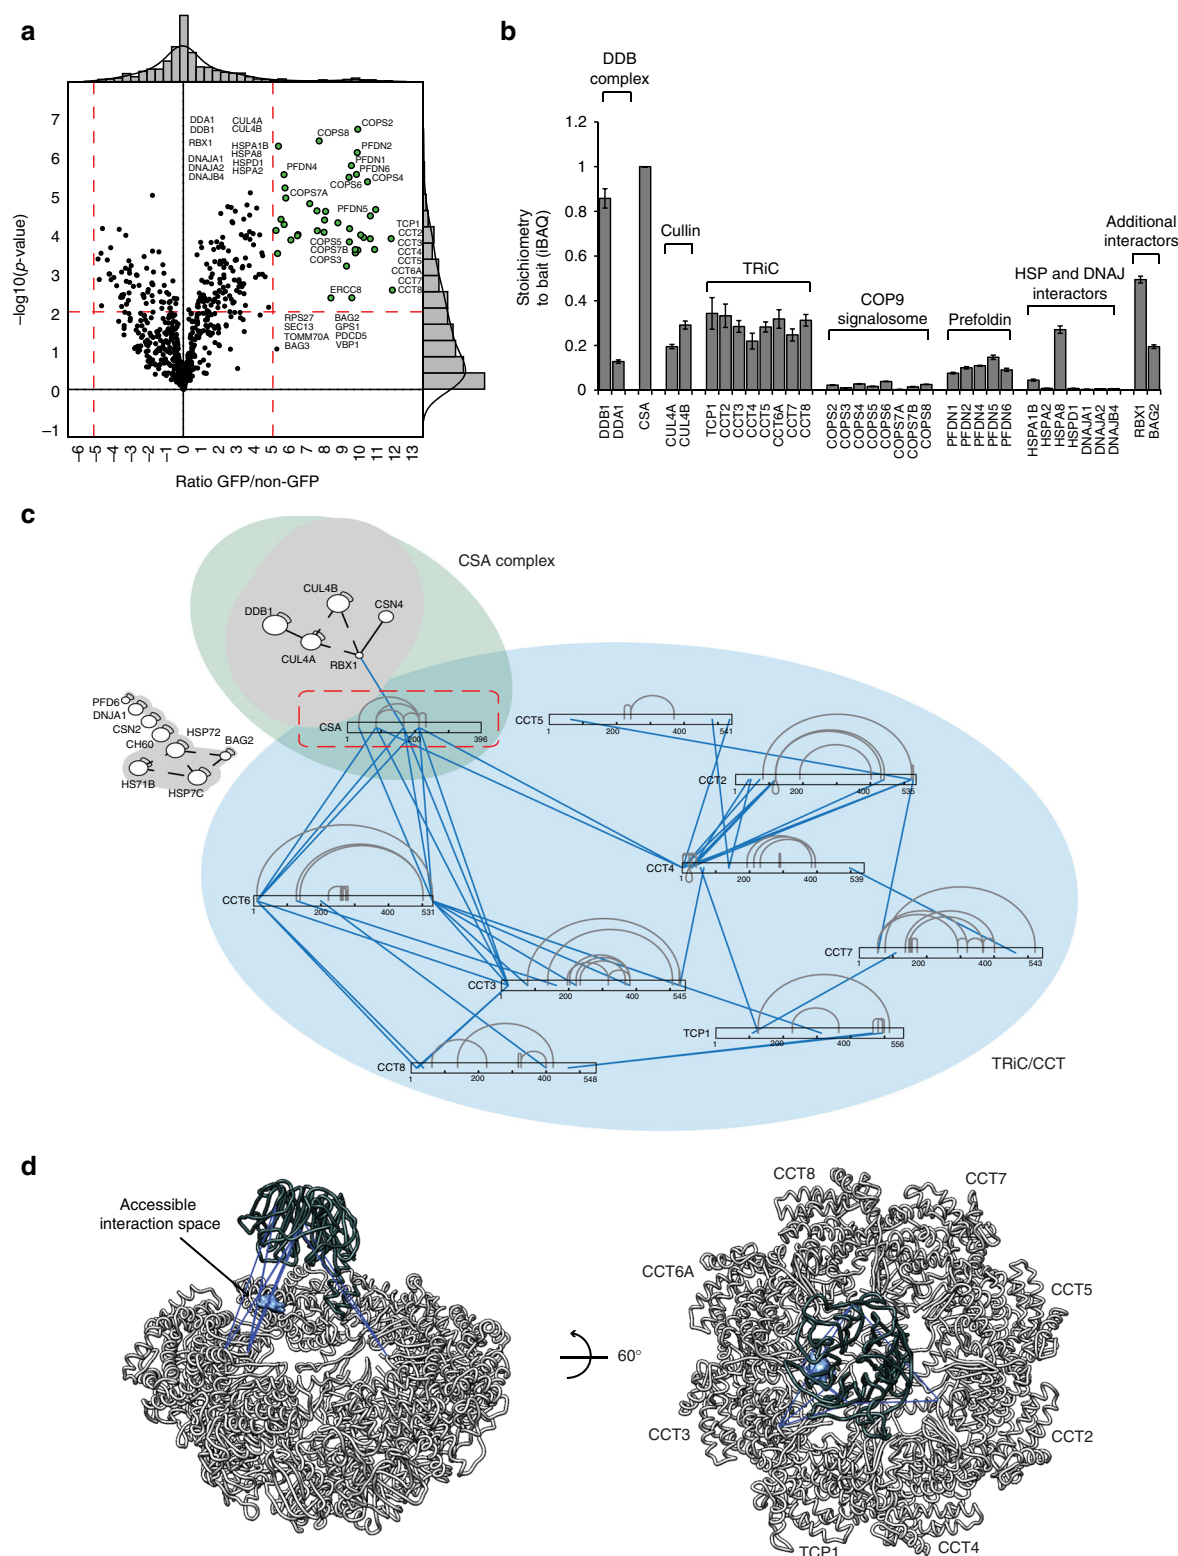 a
7
6
5
4
3
2
1
0
−1
−log10(p-value)
−6
−5
−4
−3
−2
−1
0
1
2
3
4
5
6
7
8
9
10
11
12
13
Ratio GFP/non-GFP
DDA1
DDB1
RBX1
DNAJA1
DNAJA2
DNAJB4
CUL4A
CUL4B
HSPA1B
HSPA8
HSPD1
HSPA2
COPS2
COPS8
PFDN2
PFDN1
PFDN4
PFDN6
COPS6
COPS4
COPS7A
PFDN5
TCP1
CCT2
CCT3
CCT4
CCT5
CCT6A
CCT7
CCT8
COPS5
COPS7B
COPS3
ERCC8
RPS27
SEC13
TOMM70A
BAG3
BAG2
GPS1
PDCD5
VBP1
b
DDB
complex
Cullin
TRiC
COP9
signalosome
Prefoldin
HSP and DNAJ
interactors
Additional
interactors
Stoichiometry
to bait (iBAQ)
1.2
1
0.8
0.6
0.4
0.2
0
DDB1
DDA1
CSA
CUL4A
CUL4B
TCP1
CCT2
CCT3
CCT4
CCT5
CCT6A
CCT7
CCT8
COPS2
COPS3
COPS4
COPS5
COPS6
COPS7A
COPS7B
COPS8
PFDN1
PFDN2
PFDN4
PFDN5
PFDN6
HSPA1B
HSPA2
HSPA8
HSPD1
DNAJA1
DNAJA2
DNAJB4
RBX1
BAG2
c
CSA complex
CUL4B
CSN4
DDB1
CUL4A
RBX1
PFD6
DNJA1
CSN2
CH60
HSP72
BAG2
HS71B
HSP7C
CSA
1 200 396
CCT5
1 200 400 541
CCT2
1 200 400 535
CCT4
1 200 400 539
CCT6
1 200 400 531
CCT7
1 200 400 543
CCT3
1 200 400 545
TCP1
1 200 400 556
CCT8
1 200 400 548
TRiC/CCT
d
Accessible
interaction space
60°
CCT8
CCT7
CCT6A
CCT5
CCT3
CCT2
TCP1
CCT4